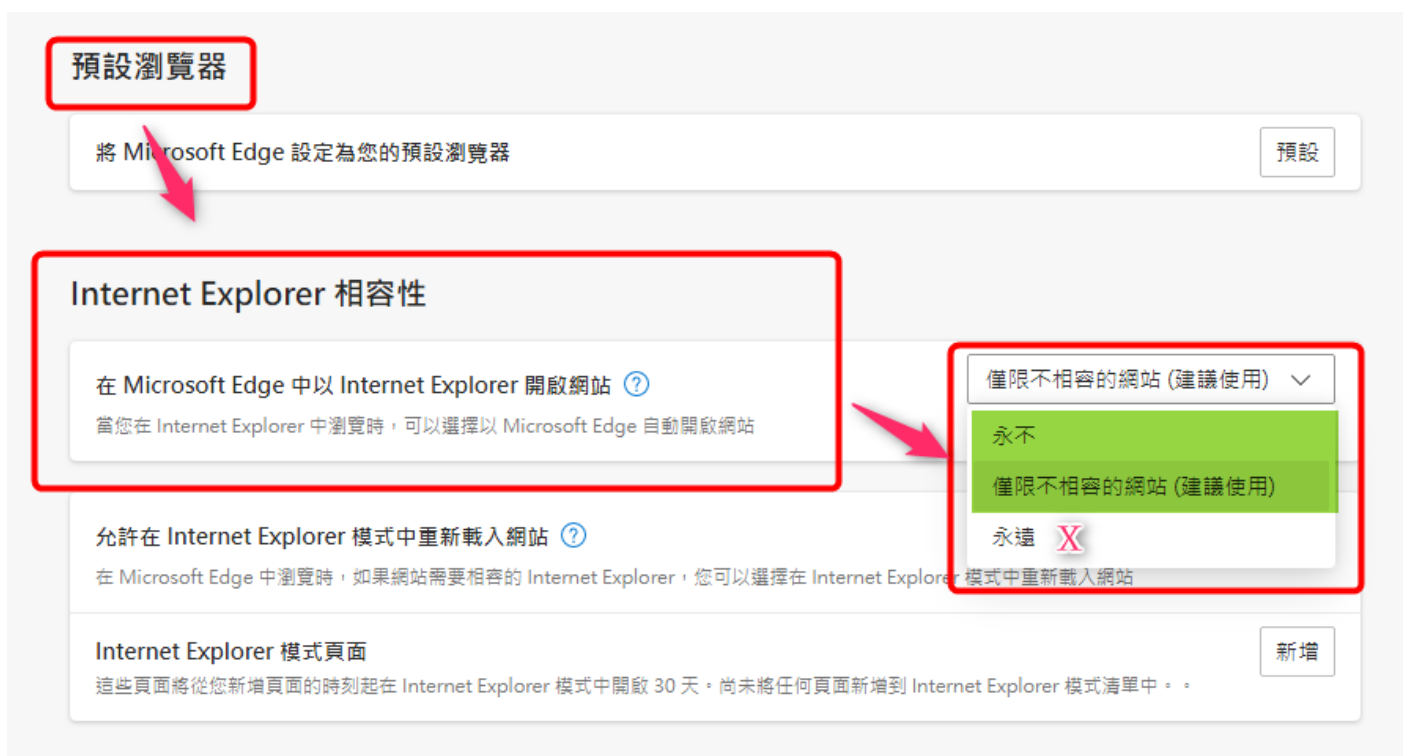 預設瀏覽器
將 Microsoft Edge 設定為您的預設瀏覽器
預設
Internet Explorer 相容性
在 Microsoft Edge 中以 Internet Explorer 開啟網站 ?
僅限不相容的網站 (建議使用)
當您在 Internet Explorer 中瀏覽時，可以選擇以 Microsoft Edge 自動開啟網站
永不
僅限不相容的網站 (建議使用)
永遠 X
允許在 Internet Explorer 模式中重新載入網站 ?
在 Microsoft Edge 中瀏覽時，如果網站需要相容的 Internet Explorer，您可以選擇在 Internet Explorer 模式中重新載入網站
Internet Explorer 模式頁面
新增
這些頁面將從您新增頁面的時刻起在 Internet Explorer 模式中開啟 30 天。尚未將任何頁面新增到 Internet Explorer 模式清單中。。